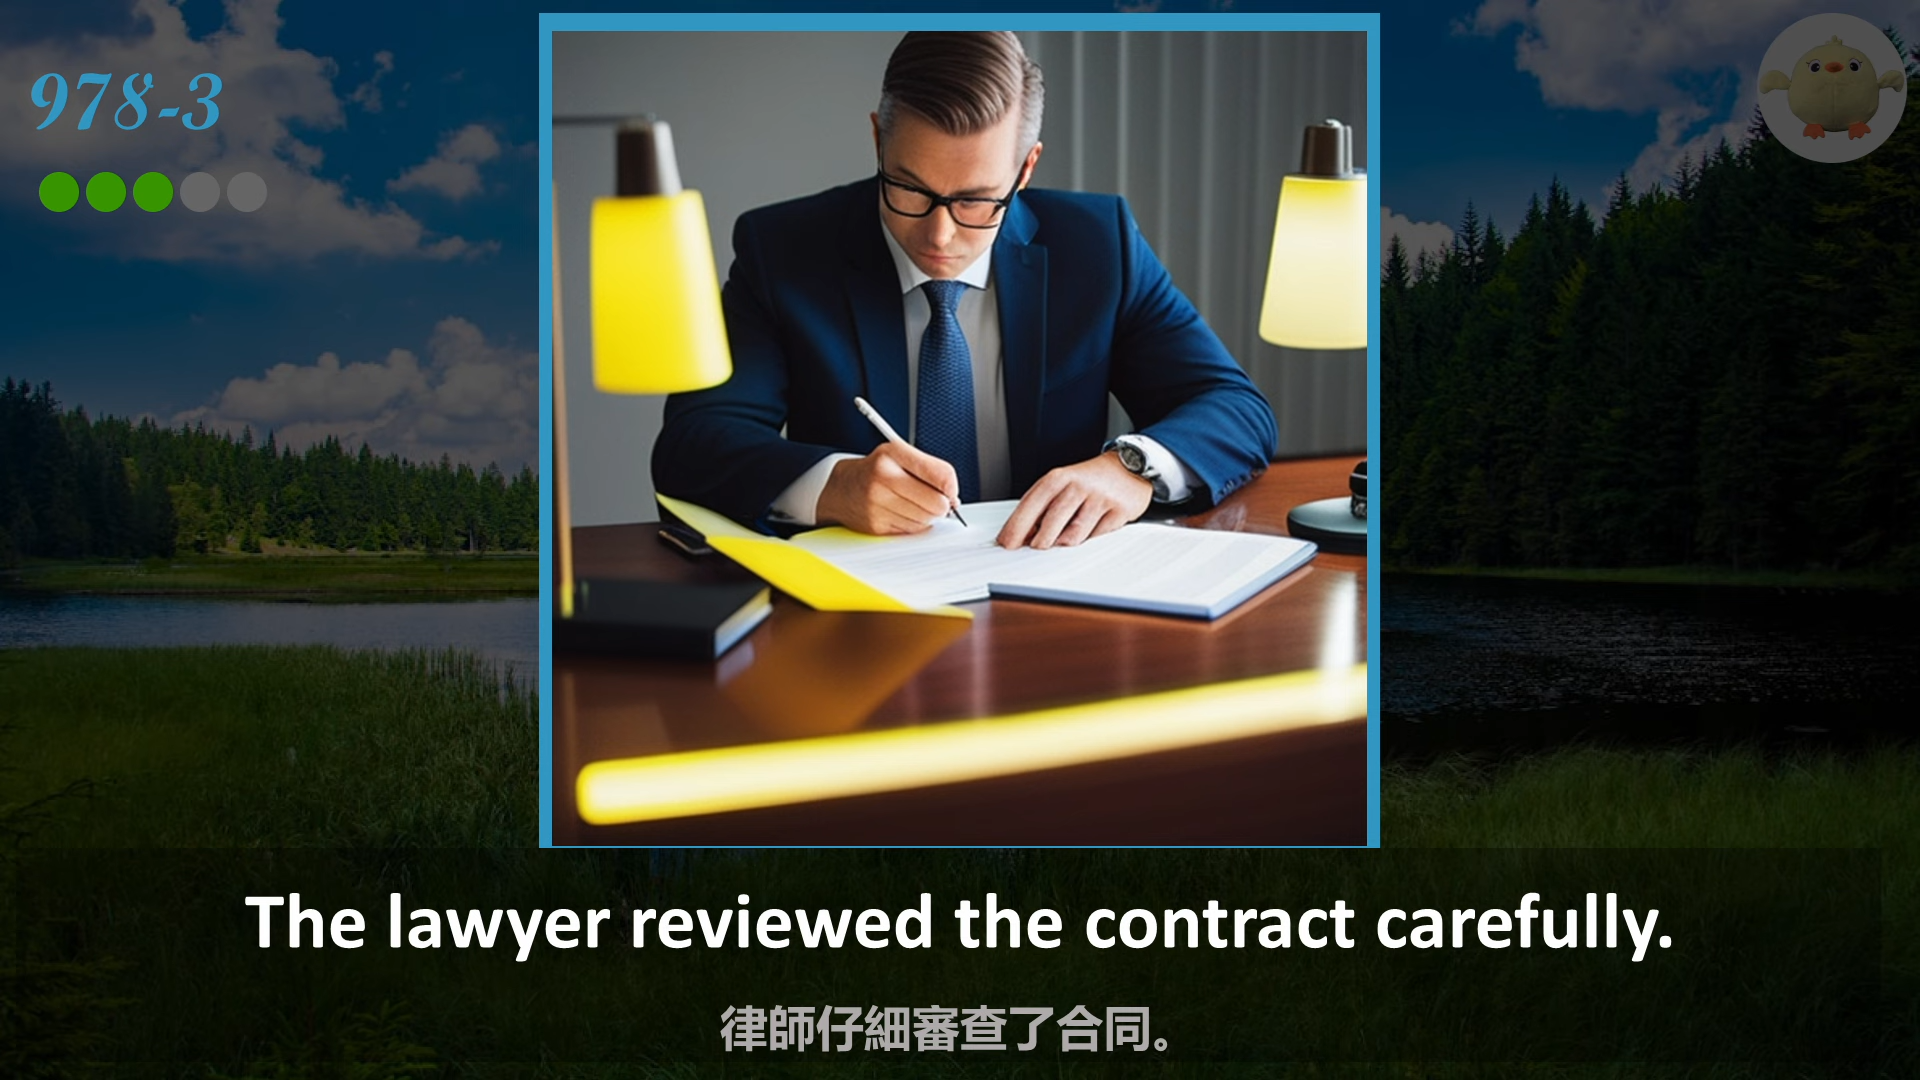 978-3
The lawyer reviewed the contract carefully.
律師仔細審查了合同。